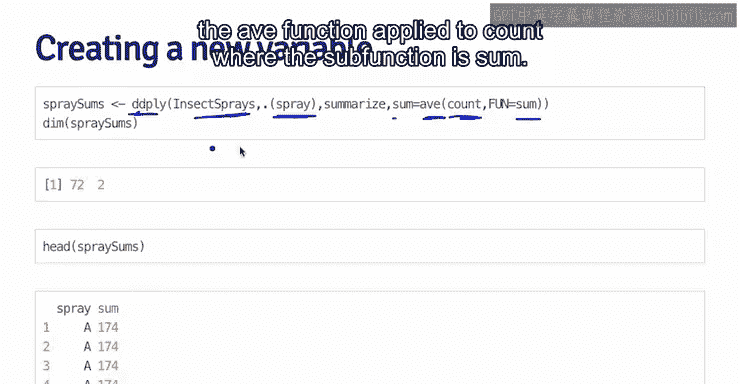 the ave function applied to count
Creating a new variable
where the subfunction is sum.
spraySums <- ddply(InsectSprays,.(spray),summarize,sum=ave(count,FUN=sum))
dim(spraySums)
[1] 72  2
head(spraySums)
  spray sum
1     A 174
2     A 174
3     A 174
4     A 174